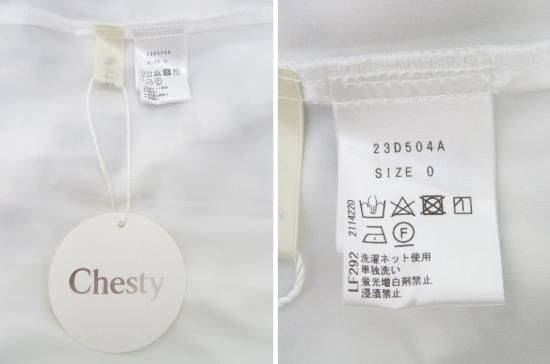 23D504A
Chesty
23D504A
SIZE 0
2114220
LF292
洗濯ネット使用
単独洗い
蛍光増白剤禁止
浸漬禁止